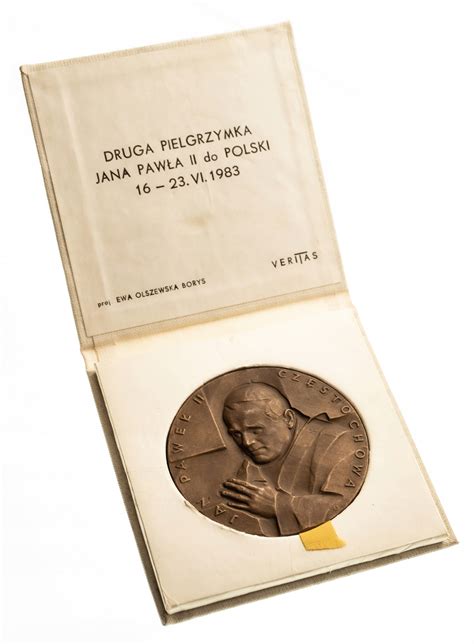 DRUGA PIELGRZYMKA
JANA PAWŁA II do POLSKI
16 – 23. VI. 1983
VERITAS
proj EWA OLSZEWSKA BORYS
JAN PAWEŁ II CZĘSTOCHOWA